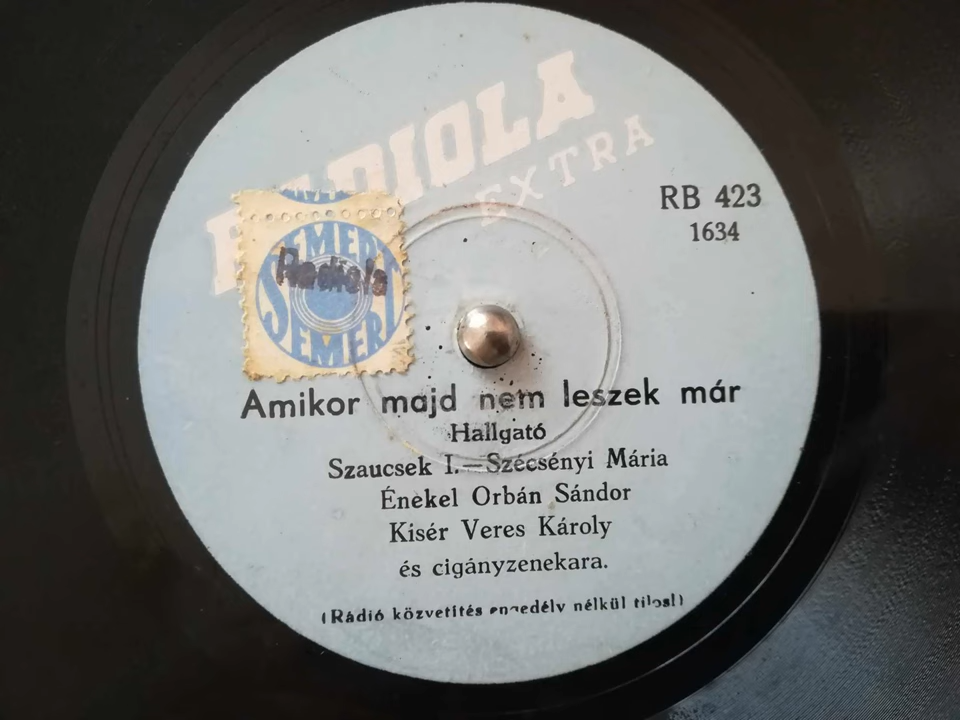 RADIOLA
EXTRA
RB 423
1634
SEMERT
Radiola
SEMERT
Amikor majd nem leszek már
Hallgató
Szaucsek I.—Szécsényi Mária
Énekel Orbán Sándor
Kisér Veres Károly
és cigányzenekara.
(Rádió közvetítés engedély nélkül tilos!)